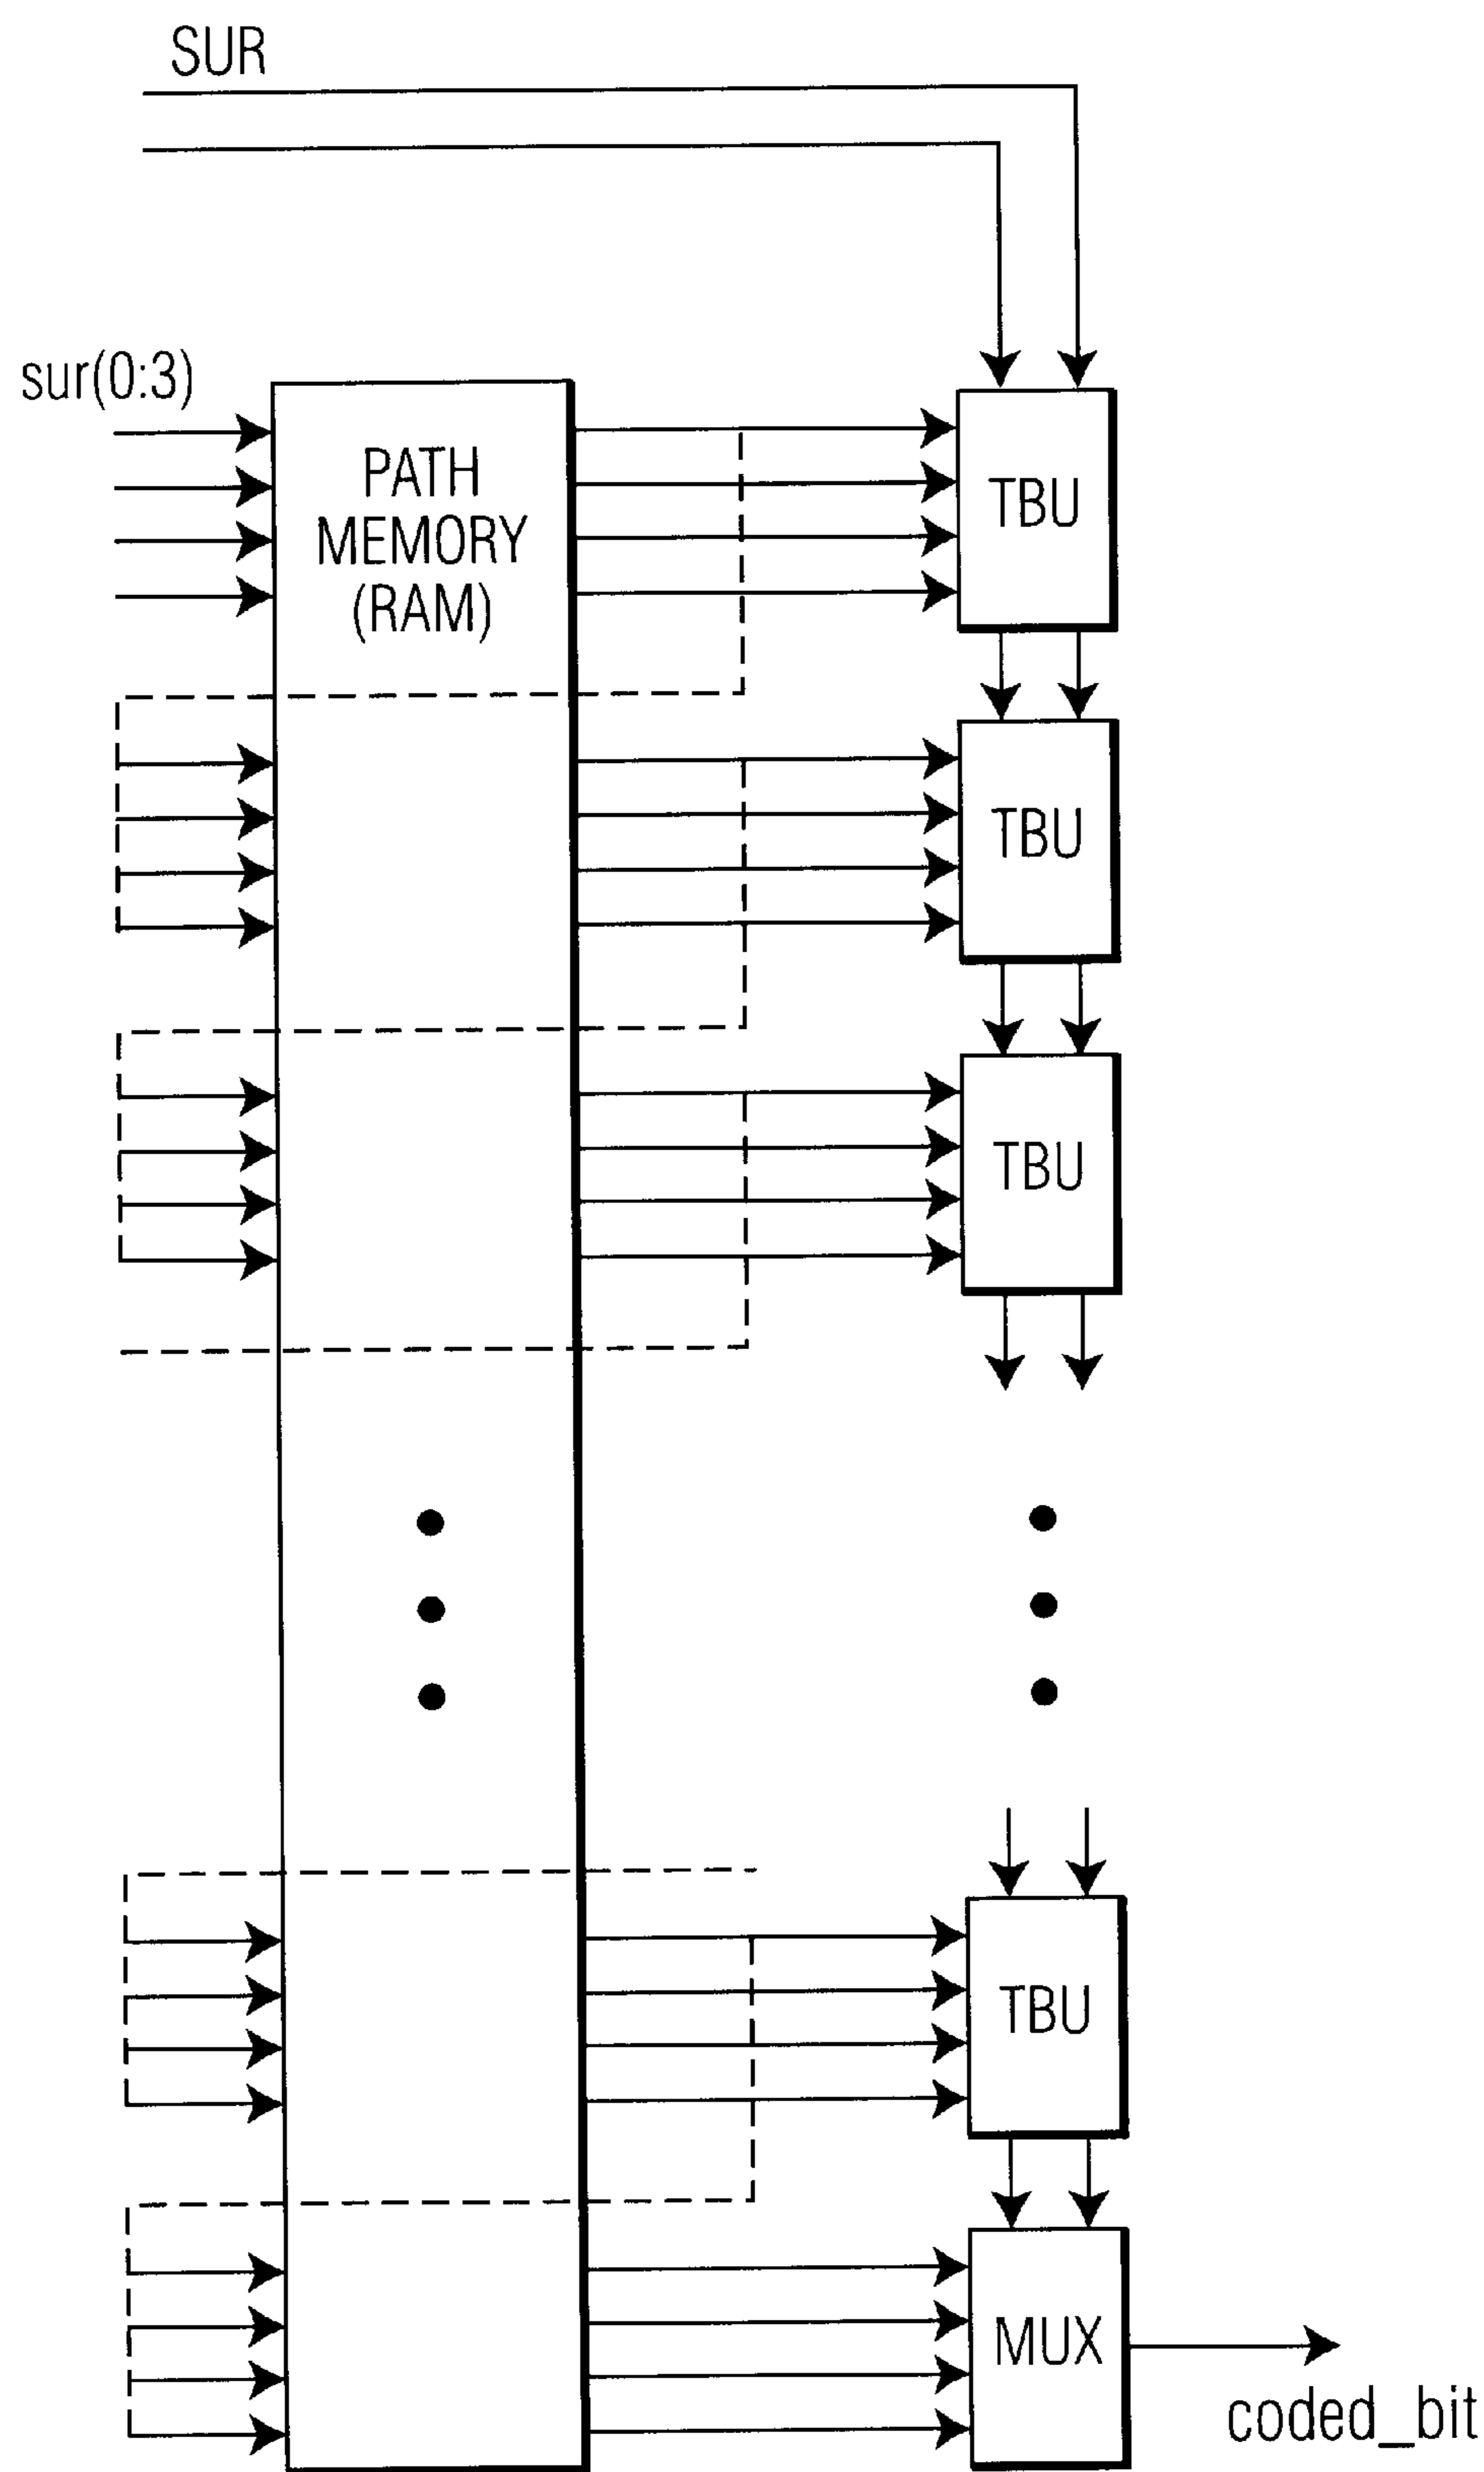 SUR
sur(0:3)
PATH
MEMORY
(RAM)
TBU
TBU
TBU
TBU
MUX
coded_bit